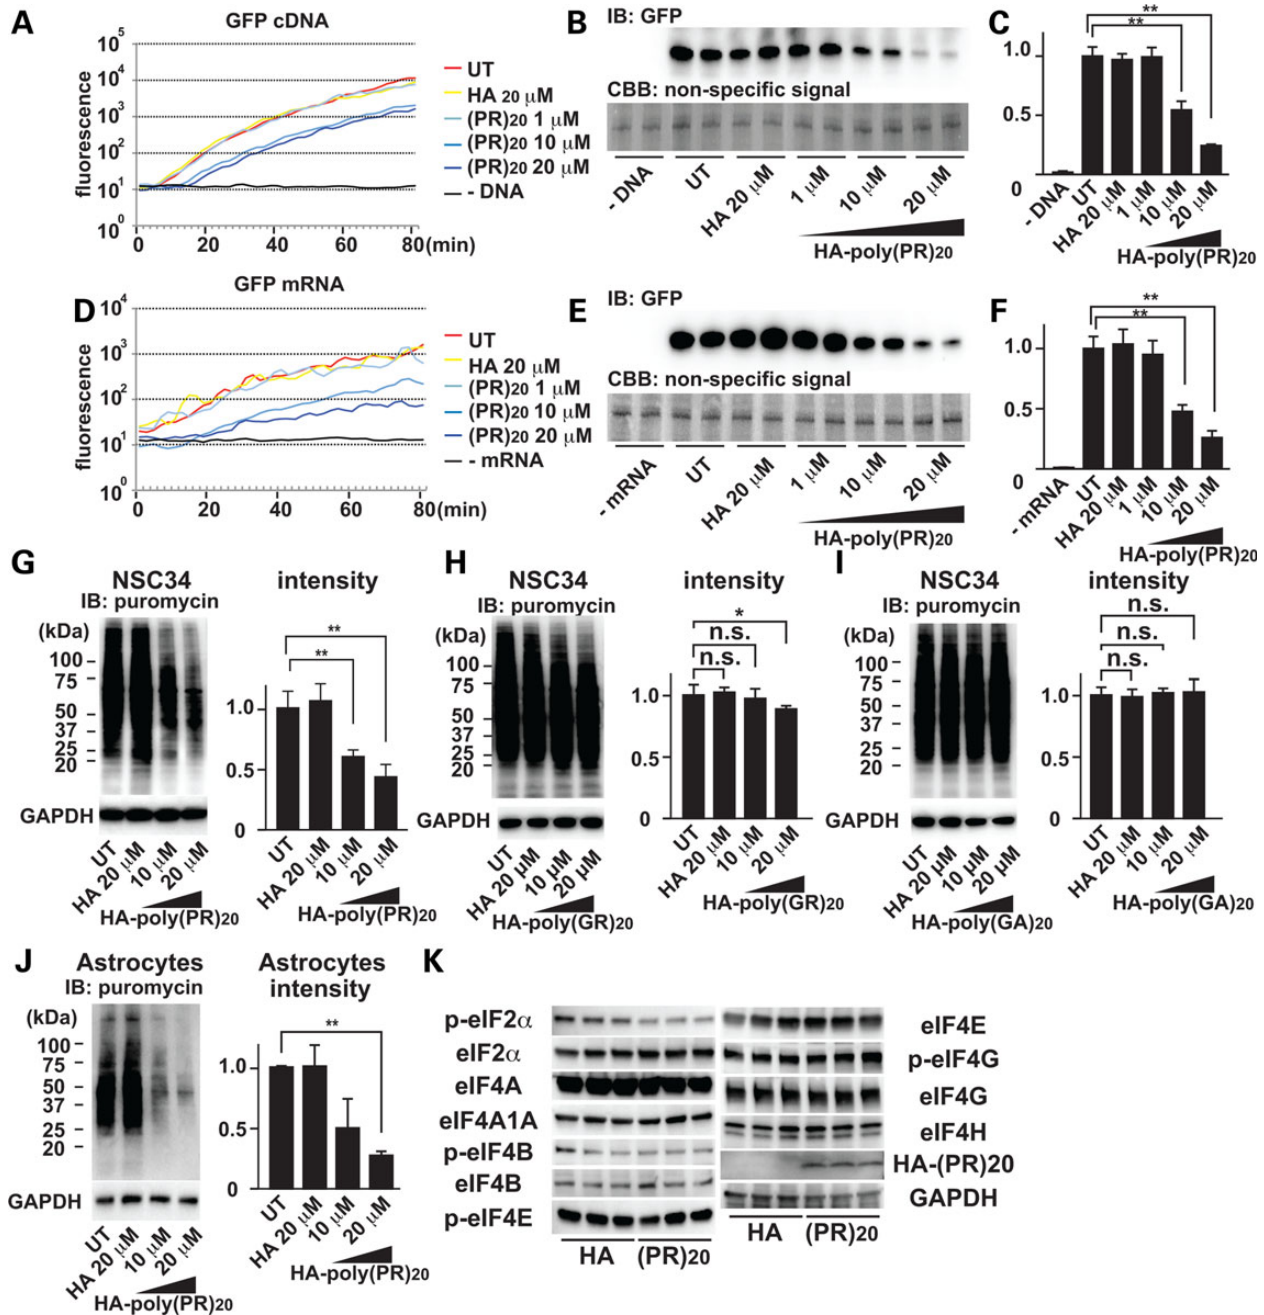 A
GFP cDNA
fluorescence
10^5
10^4
10^3
10^2
10^1
10^0
0 20 40 60 80 (min)
UT
HA 20 μM
(PR)20 1 μM
(PR)20 10 μM
(PR)20 20 μM
- DNA
B
IB: GFP
CBB: non-specific signal
- DNA UT HA 20 μM 1 μM 10 μM 20 μM
HA-poly(PR)20
C
1.0
0.5
0
**
**
- DNA UT HA 20 μM 1 μM 10 μM 20 μM
HA-poly(PR)20
D
GFP mRNA
fluorescence
10^4
10^3
10^2
10^1
10^0
0 20 40 60 80 (min)
UT
HA 20 μM
(PR)20 1 μM
(PR)20 10 μM
(PR)20 20 μM
- mRNA
E
IB: GFP
CBB: non-specific signal
- mRNA UT HA 20 μM 1 μM 10 μM 20 μM
HA-poly(PR)20
F
1.0
0.5
0
**
**
- mRNA UT HA 20 μM 1 μM 10 μM 20 μM
HA-poly(PR)20
G
NSC34
IB: puromycin
(kDa)
100
75
50
37
25
20
GAPDH
UT HA 20 μM 10 μM 20 μM
HA-poly(PR)20
intensity
**
**
1.0
0.5
0
UT HA 20 μM 10 μM 20 μM
HA-poly(PR)20
H
NSC34
IB: puromycin
(kDa)
100
75
50
37
25
20
GAPDH
UT HA 20 μM 10 μM 20 μM
HA-poly(GR)20
intensity
*
n.s.
n.s.
1.0
0.5
0
UT HA 20 μM 10 μM 20 μM
HA-poly(GR)20
I
NSC34
IB: puromycin
(kDa)
100
75
50
37
25
20
GAPDH
UT HA 20 μM 10 μM 20 μM
HA-poly(GA)20
intensity
n.s.
n.s.
n.s.
1.0
0.5
0
UT HA 20 μM 10 μM 20 μM
HA-poly(GA)20
J
Astrocytes
IB: puromycin
(kDa)
100
75
50
37
25
20
GAPDH
UT HA 20 μM 10 μM 20 μM
HA-poly(PR)20
Astrocytes
intensity
**
1.0
0.5
0
UT HA 20 μM 10 μM 20 μM
HA-poly(PR)20
K
p-eIF2α
eIF2α
eIF4A
eIF4A1A
p-eIF4B
eIF4B
p-eIF4E
HA (PR)20
eIF4E
p-eIF4G
eIF4G
eIF4H
HA-(PR)20
GAPDH
HA (PR)20